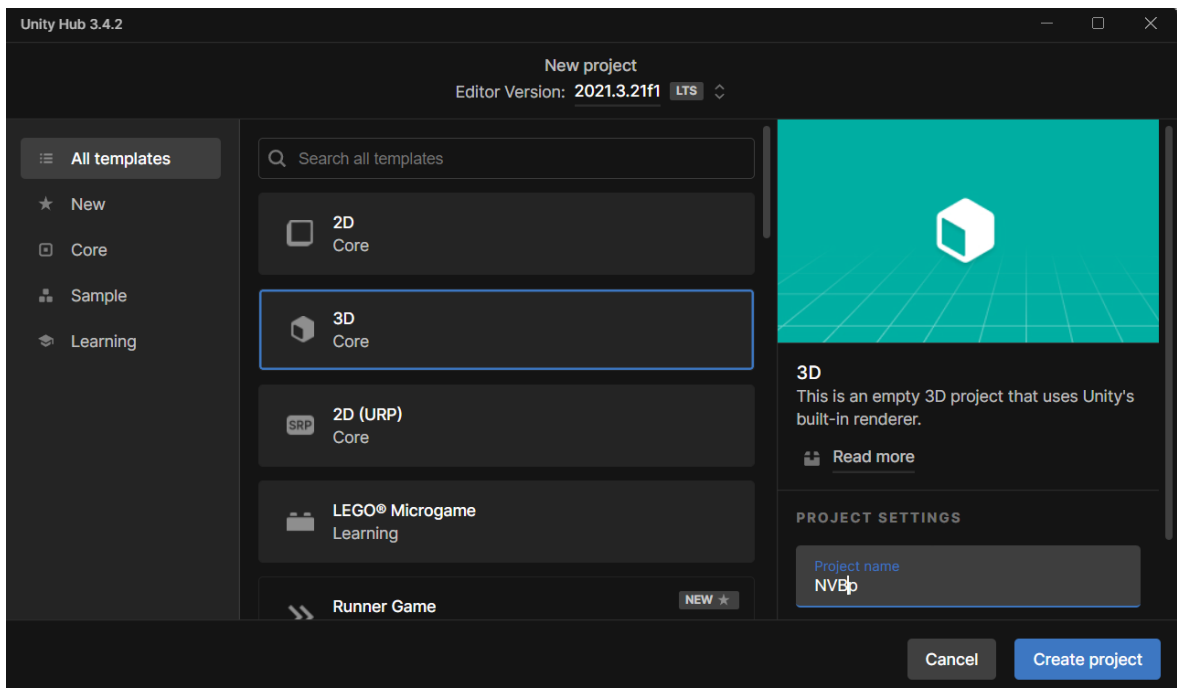 Unity Hub 3.4.2
New project
Editor Version: 2021.3.21f1 LTS
All templates
New
Core
Sample
Learning
Search all templates
2D
Core
3D
Core
SRP
2D (URP)
Core
LEGO® Microgame
Learning
Runner Game
NEW
3D
This is an empty 3D project that uses Unity's
built-in renderer.
Read more
PROJECT SETTINGS
Project name
NVBp
Cancel
Create project